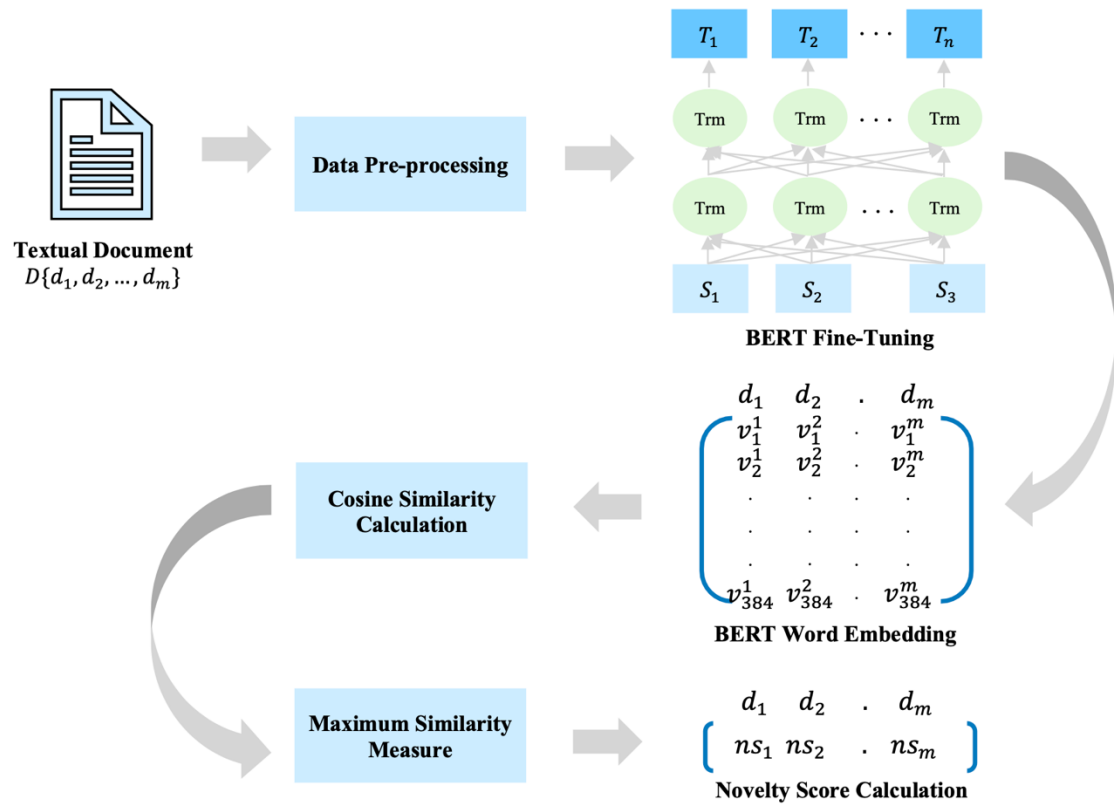 T₁ T₂ · · · Tₙ
Trm Trm · · · Trm
Trm Trm · · · Trm
S₁ S₂ S₃
BERT Fine-Tuning
Data Pre-processing
Textual Document
D{d₁, d₂, ..., dₘ}
d₁ d₂ . dₘ
v₁¹ v₁² . v₁ᵐ
v₂¹ v₂² . v₂ᵐ
. . . .
. . . .
. . . .
v₃₈₄¹ v₃₈₄² . v₃₈₄ᵐ
BERT Word Embedding
Cosine Similarity
Calculation
Maximum Similarity
Measure
d₁ d₂ . dₘ
ns₁ ns₂ . nsₘ
Novelty Score Calculation